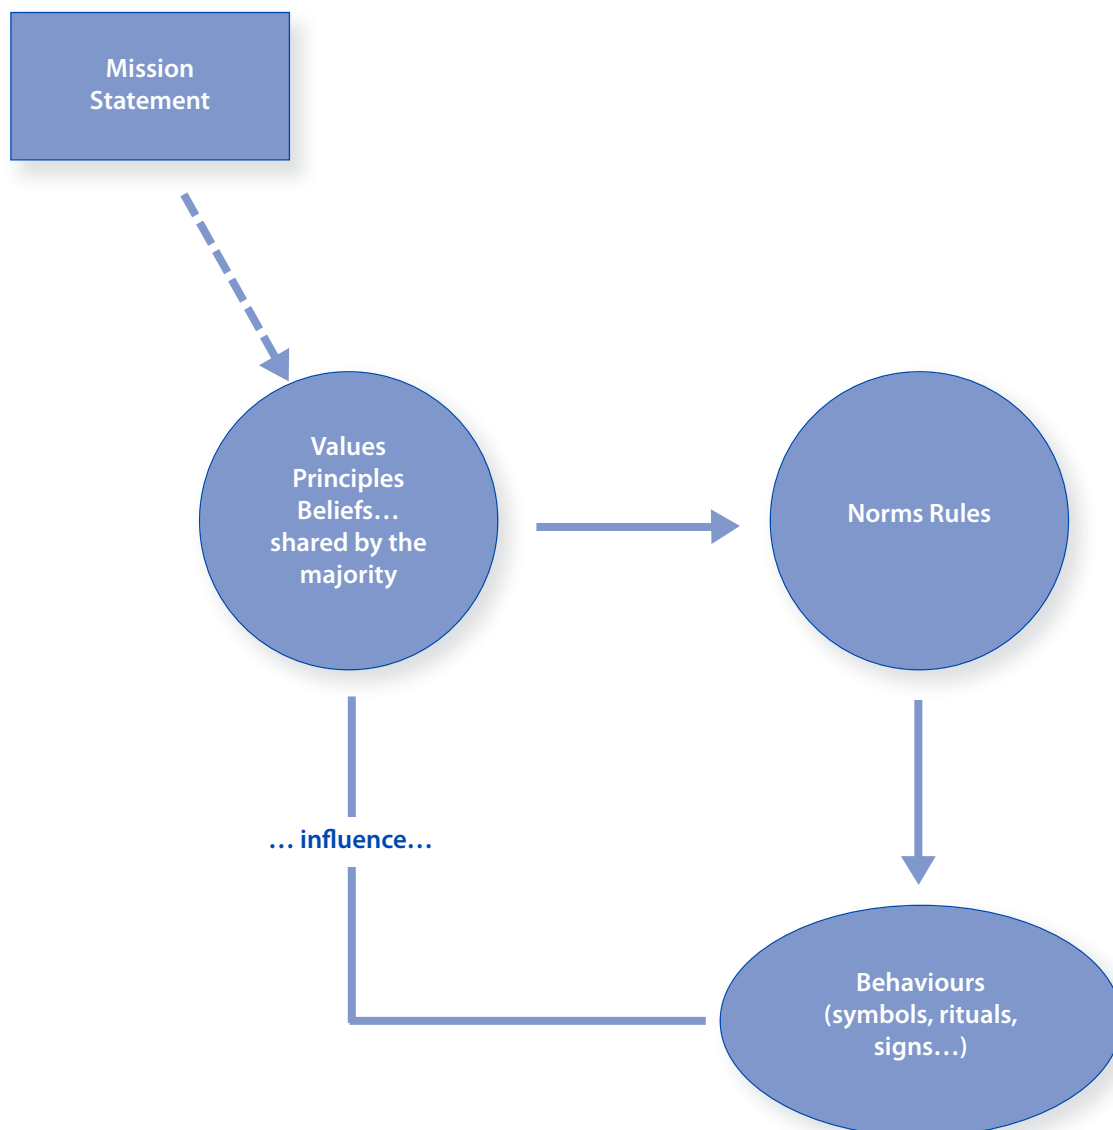 Mission
Statement
Values
Principles
Beliefs…
shared by the
majority
Norms Rules
… influence…
Behaviours
(symbols, rituals,
signs…)